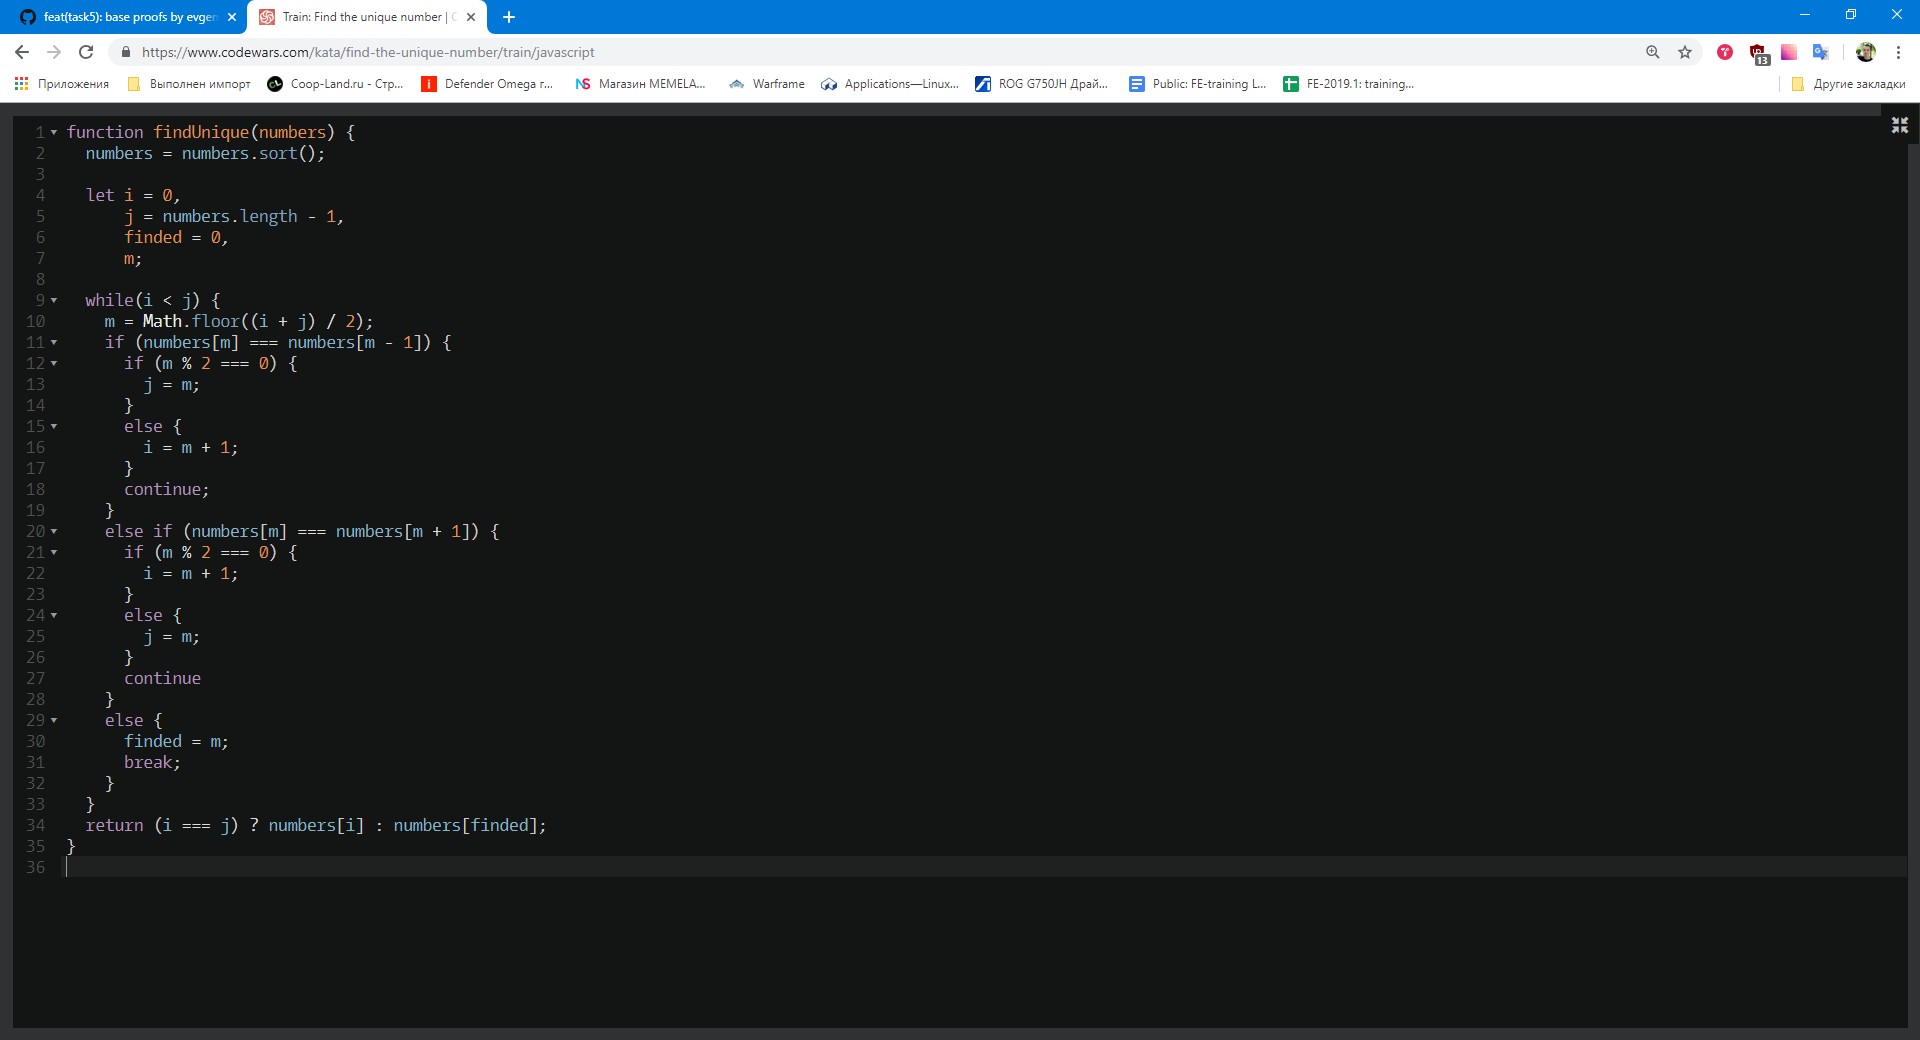 feat(task5): base proofs by evgen
Train: Find the unique number | C
https://www.codewars.com/kata/find-the-unique-number/train/javascript
13
Приложения
Выполнен импорт
Coop-Land.ru - Стр...
Defender Omega г...
NS Магазин MEMELA...
Warframe
Applications—Linux...
ROG G750JH Драй...
Public: FE-training L...
FE-2019.1: training...
Другие закладки
1 function findUnique(numbers) {
2   numbers = numbers.sort();
3
4   let i = 0,
5       j = numbers.length - 1,
6       finded = 0,
7       m;
8
9   while(i < j) {
10     m = Math.floor((i + j) / 2);
11     if (numbers[m] === numbers[m - 1]) {
12       if (m % 2 === 0) {
13         j = m;
14       }
15       else {
16         i = m + 1;
17       }
18       continue;
19     }
20     else if (numbers[m] === numbers[m + 1]) {
21       if (m % 2 === 0) {
22         i = m + 1;
23       }
24       else {
25         j = m;
26       }
27       continue
28     }
29     else {
30       finded = m;
31       break;
32     }
33   }
34   return (i === j) ? numbers[i] : numbers[finded];
35 }
36